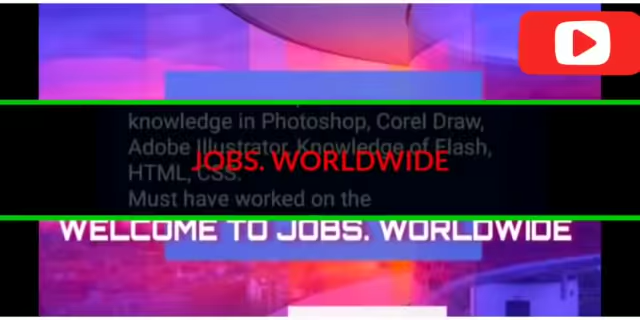 knowledge in Photoshop, Corel Draw,
Adobe Illustrator, Knowledge of Flash,
JOBS. WORLDWIDE
HTML, CSS.
Must have worked on the
WELCOME TO JOBS. WORLDWIDE